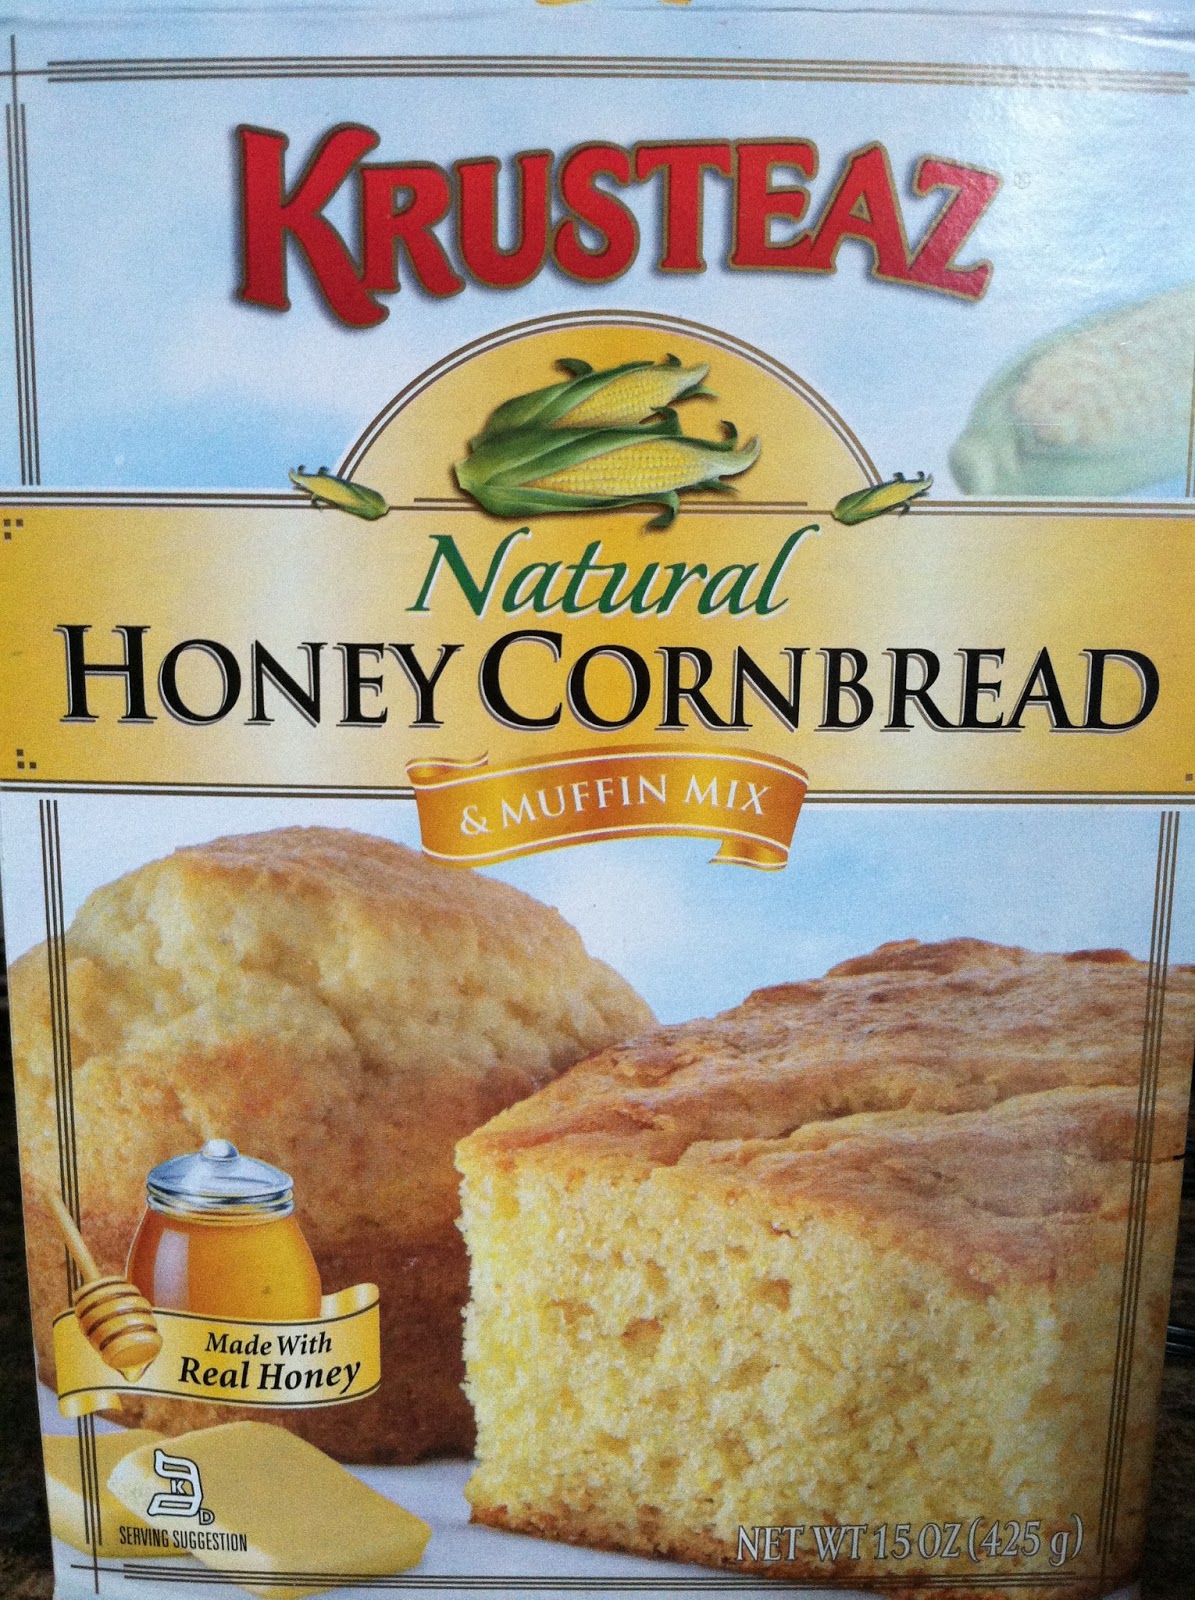 KRUSTEAZ
Natural
HONEY CORNBREAD
& MUFFIN MIX
Made With
Real Honey
K
D
SERVING SUGGESTION
NET WT 15 OZ (425 g)